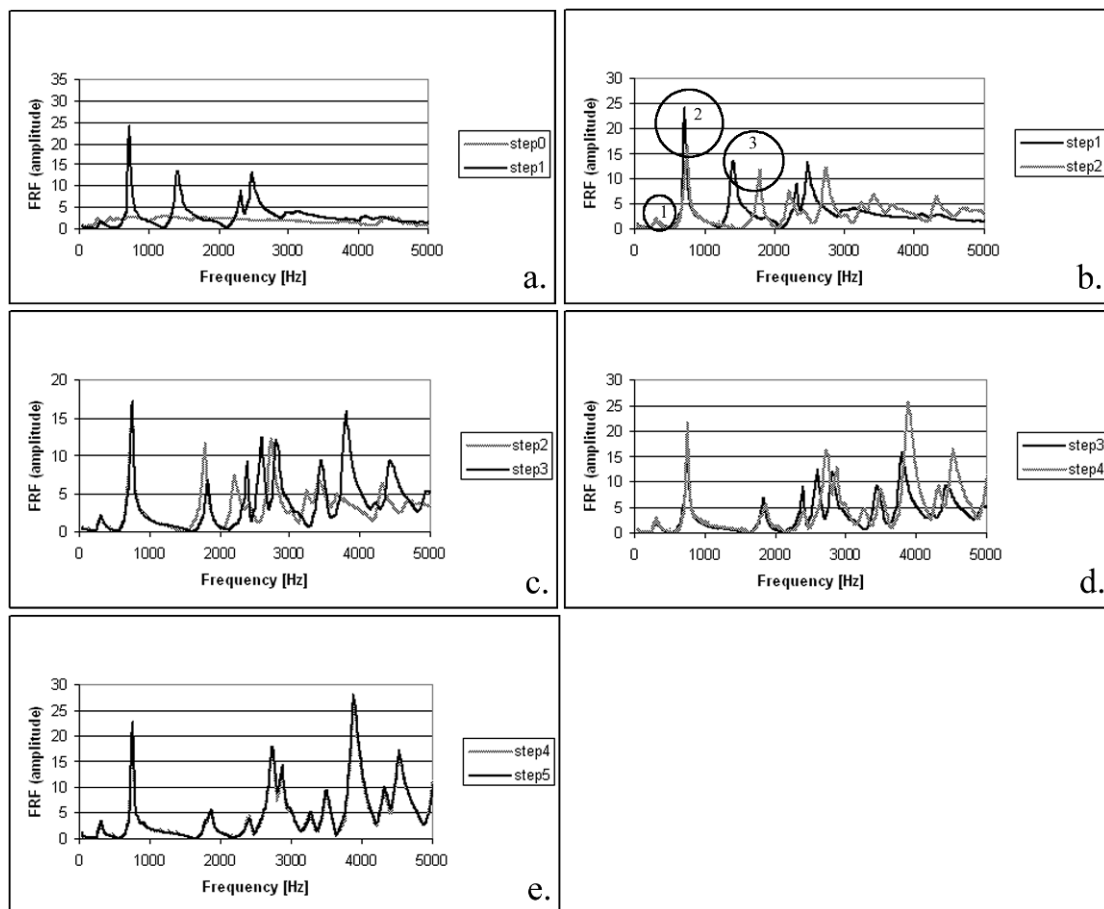 35
30
25
20
15
10
5
0
FRF (amplitude)
0 1000 2000 3000 4000 5000
Frequency [Hz]
step0
step1
a.
30
25
20
15
10
5
0
FRF (amplitude)
1
2
3
0 1000 2000 3000 4000 5000
Frequency [Hz]
step1
step2
b.
20
15
10
5
0
FRF (amplitude)
0 1000 2000 3000 4000 5000
Frequency [Hz]
step2
step3
c.
30
25
20
15
10
5
0
FRF (amplitude)
0 1000 2000 3000 4000 5000
Frequency [Hz]
step3
step4
d.
30
25
20
15
10
5
0
FRF (amplitude)
0 1000 2000 3000 4000 5000
Frequency [Hz]
step4
step5
e.